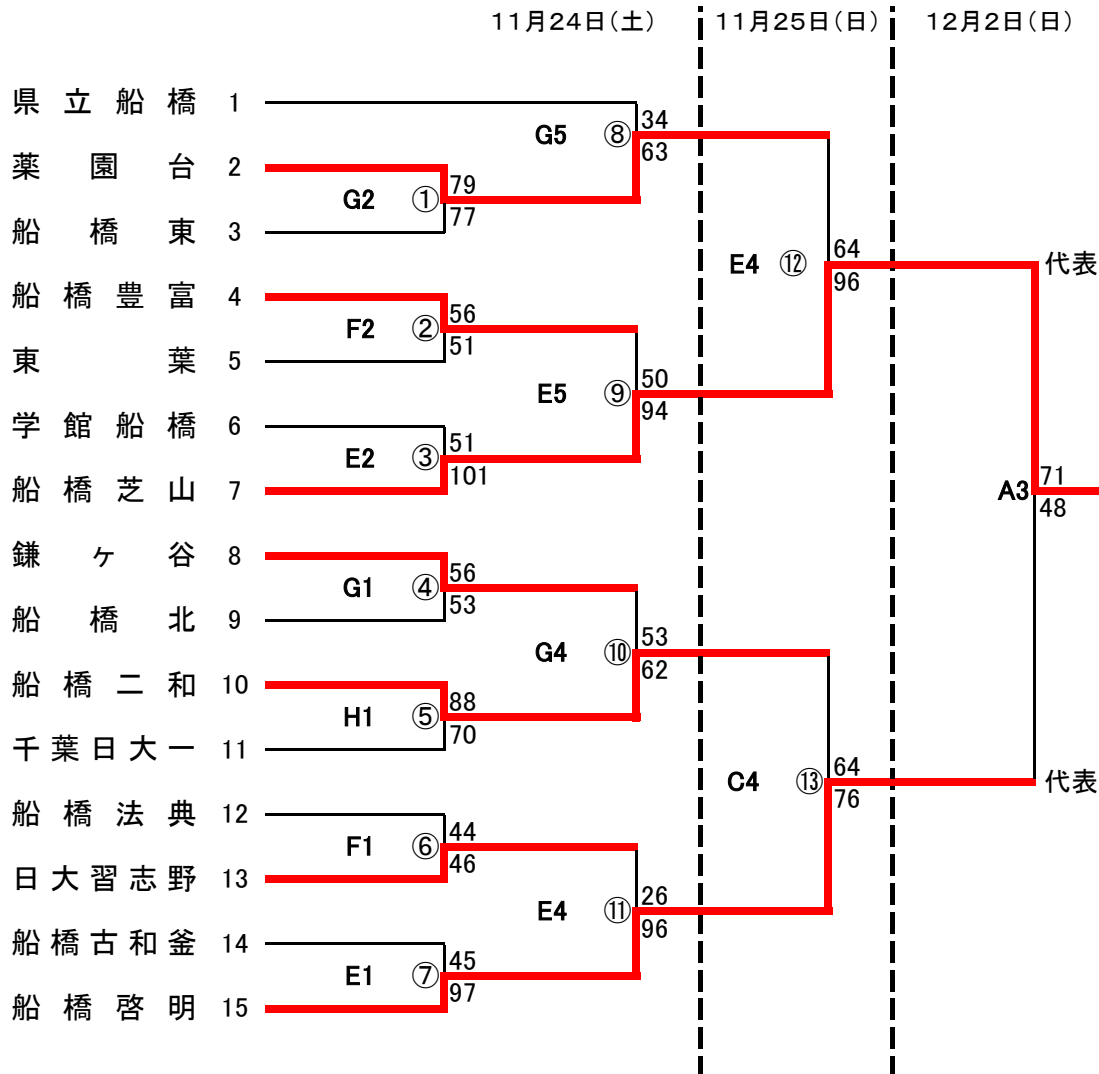 11月24日(土) 11月25日(日) 12月2日(日)
県立船橋 1
34
G5 ⑧
63
薬園台 2
79
G2 ①
77
船橋東 3
64 代表
E4 ⑫
96
船橋豊富 4
56
F2 ②
51
東葉 5
50
E5 ⑨
94
学館船橋 6
51
E2 ③
101
船橋芝山 7
71
A3
48
鎌ヶ谷 8
56
G1 ④
53
船橋北 9
53
G4 ⑩
62
船橋二和 10
88
H1 ⑤
70
千葉日大一 11
64 代表
C4 ⑬
76
船橋法典 12
44
F1 ⑥
46
日大習志野 13
26
E4 ⑪
96
船橋古和釜 14
45
E1 ⑦
97
船橋啓明 15